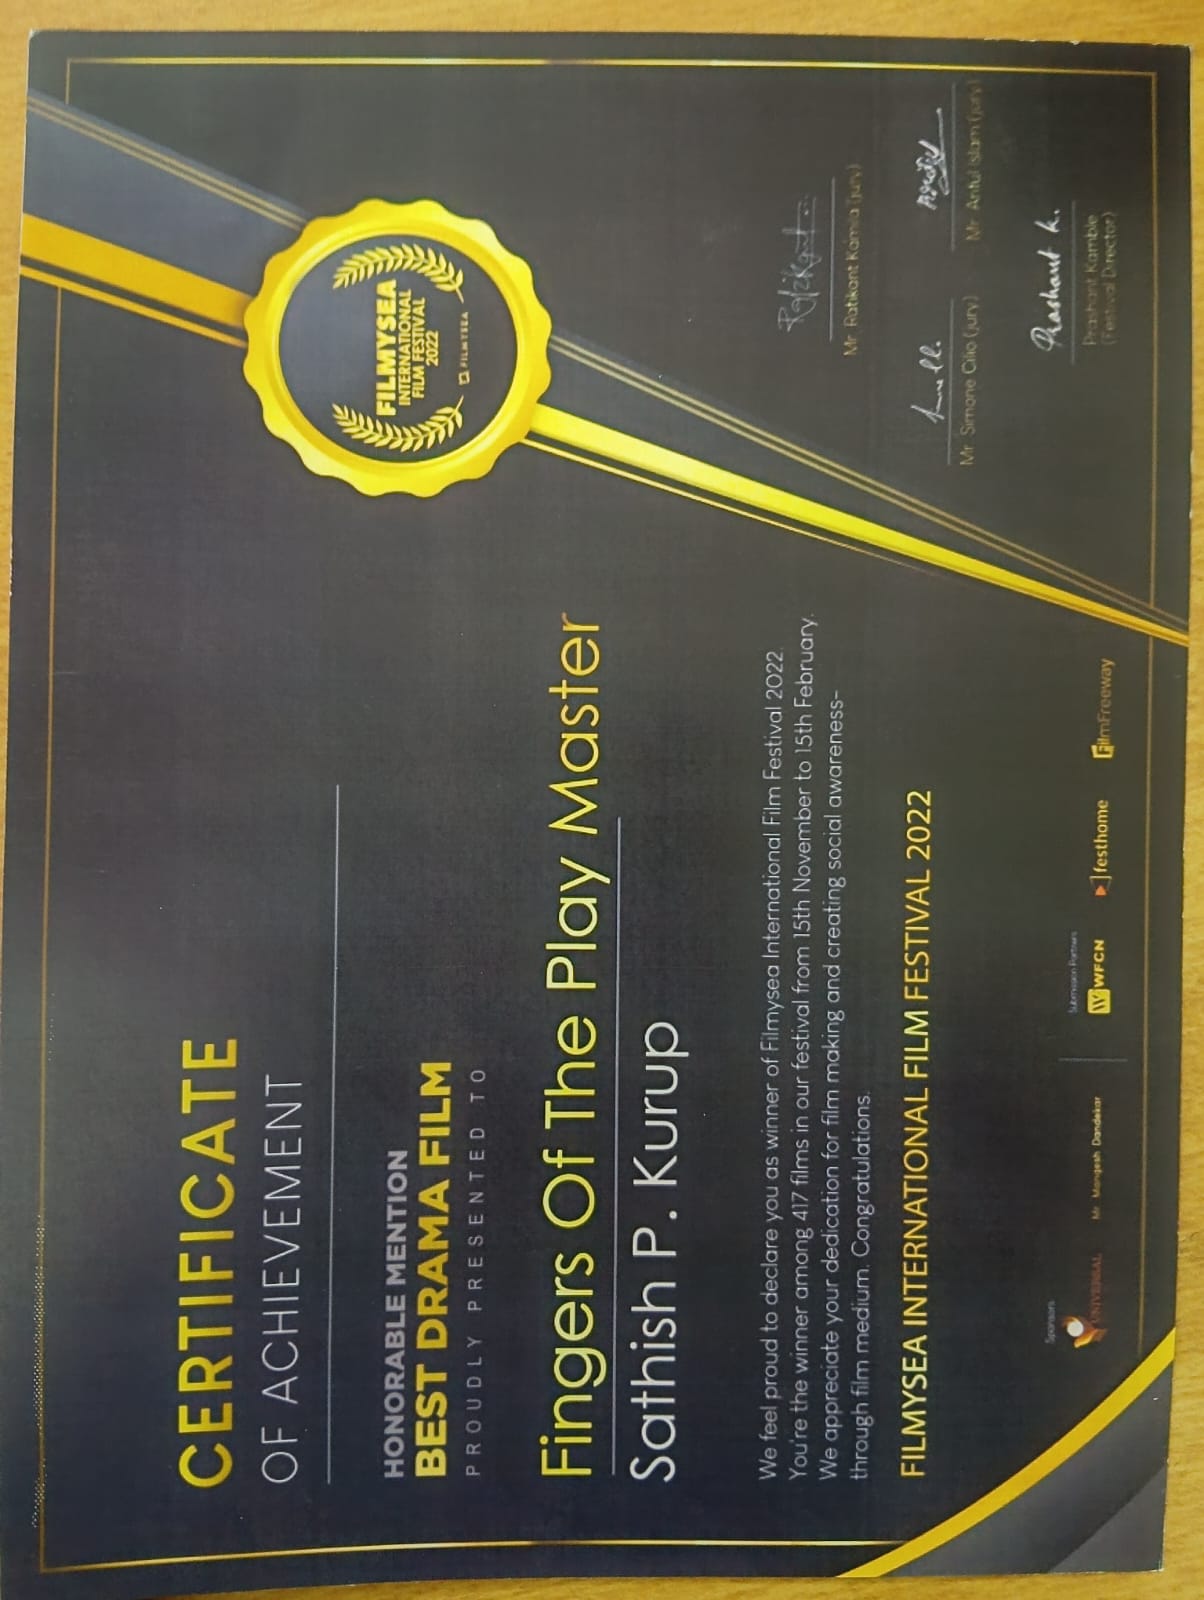 CERTIFICATE
OF ACHIEVEMENT
HONORABLE MENTION
BEST DRAMA FILM
PROUDLY PRESENTED TO
Fingers Of The Play Master
Sathish P. Kurup
We feel proud to declare you as winner of Filmysea International Film Festival 2022.
You're the winner among 417 films in our festival from 15th November to 15th February.
We appreciate your dedication for film making and creating social awareness-
through film medium. Congratulations.
FILMYSEA INTERNATIONAL FILM FESTIVAL 2022
FILMYSEA
INTERNATIONAL
FILM FESTIVAL
2022
FILMYSEA
Mr. Ratikant Kamila (jury)
Mr. Simone Cilio (jury)
Mr. Ariful Islam (jury)
Prashant K.
Prashant Kamble
(Festival Director)
Sponsors
UNIVERSAL
Mr. Mangesh Dandekar
Submission Partners
WFCN
festhome
FilmFreeway